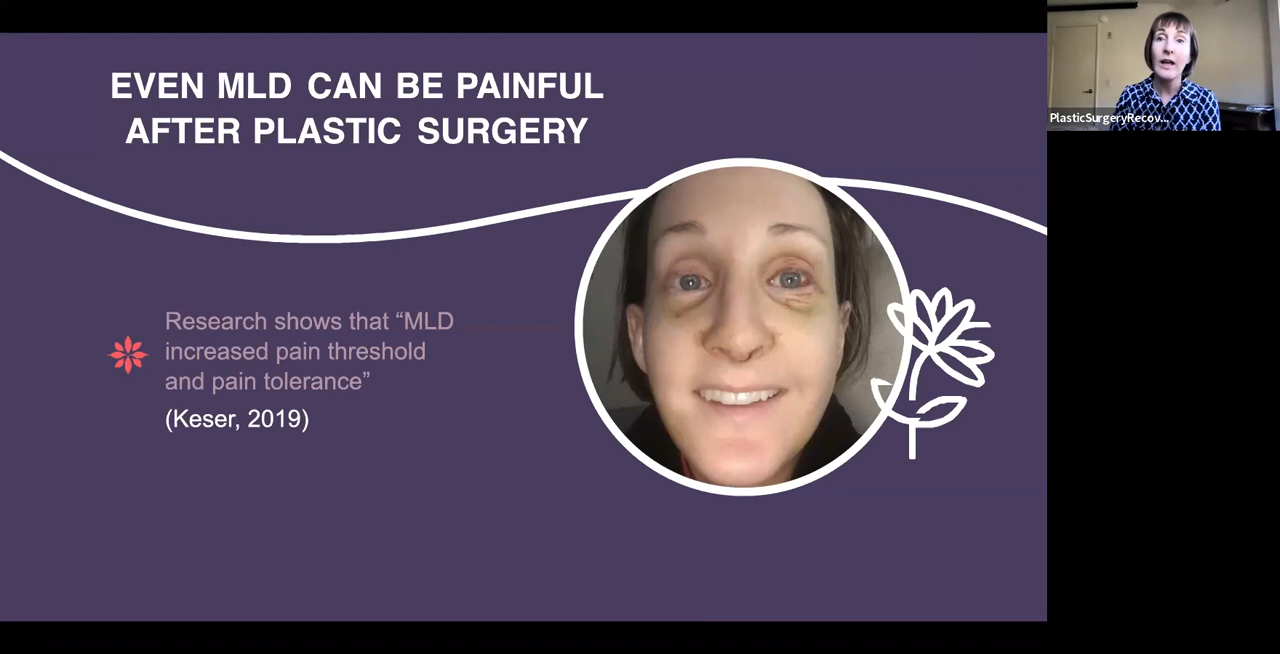 EVEN MLD CAN BE PAINFUL
AFTER PLASTIC SURGERY
Research shows that “MLD
increased pain threshold
and pain tolerance”
(Keser, 2019)
PlasticSurgeryRecov...